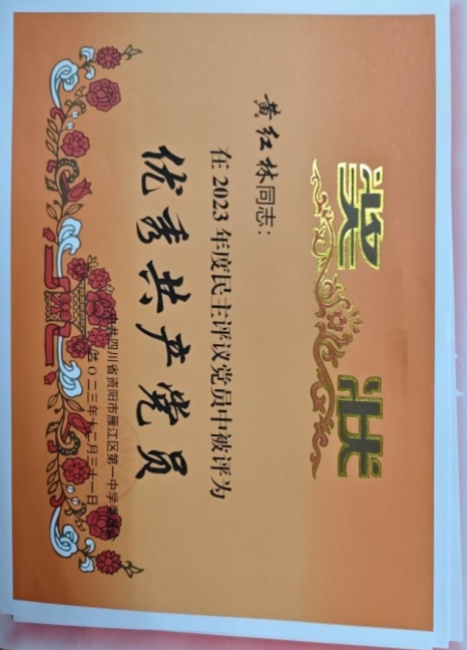 奖状
黄红林同志：
在2023年度民主评议党员中被评为
优秀共产党员
中共四川省资阳市雁江区第一中学委员会
二〇二三年十二月三十一日